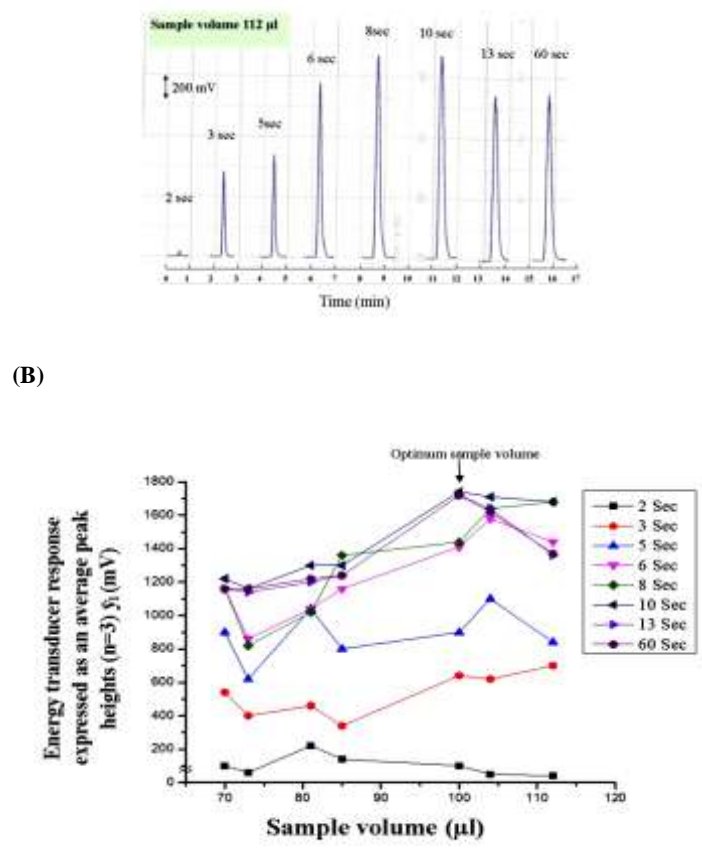 Sample volume 112 µl
8sec
10 sec
6 sec
13 sec 60 sec
200 mV
3 sec
5sec
2 sec
0 1 2 3 4 5 6 7 8 9 10 11 12 13 14 15 16 17
Time (min)
(B)
Optimum sample volume
Energy transducer response
expressed as an average peak
heights (n=3) ȳᵢ (mV)
1800
1600
1400
1200
1000
800
600
400
200
0
70 80 90 100 110 120
Sample volume (µl)
2 Sec
3 Sec
5 Sec
6 Sec
8 Sec
10 Sec
13 Sec
60 Sec